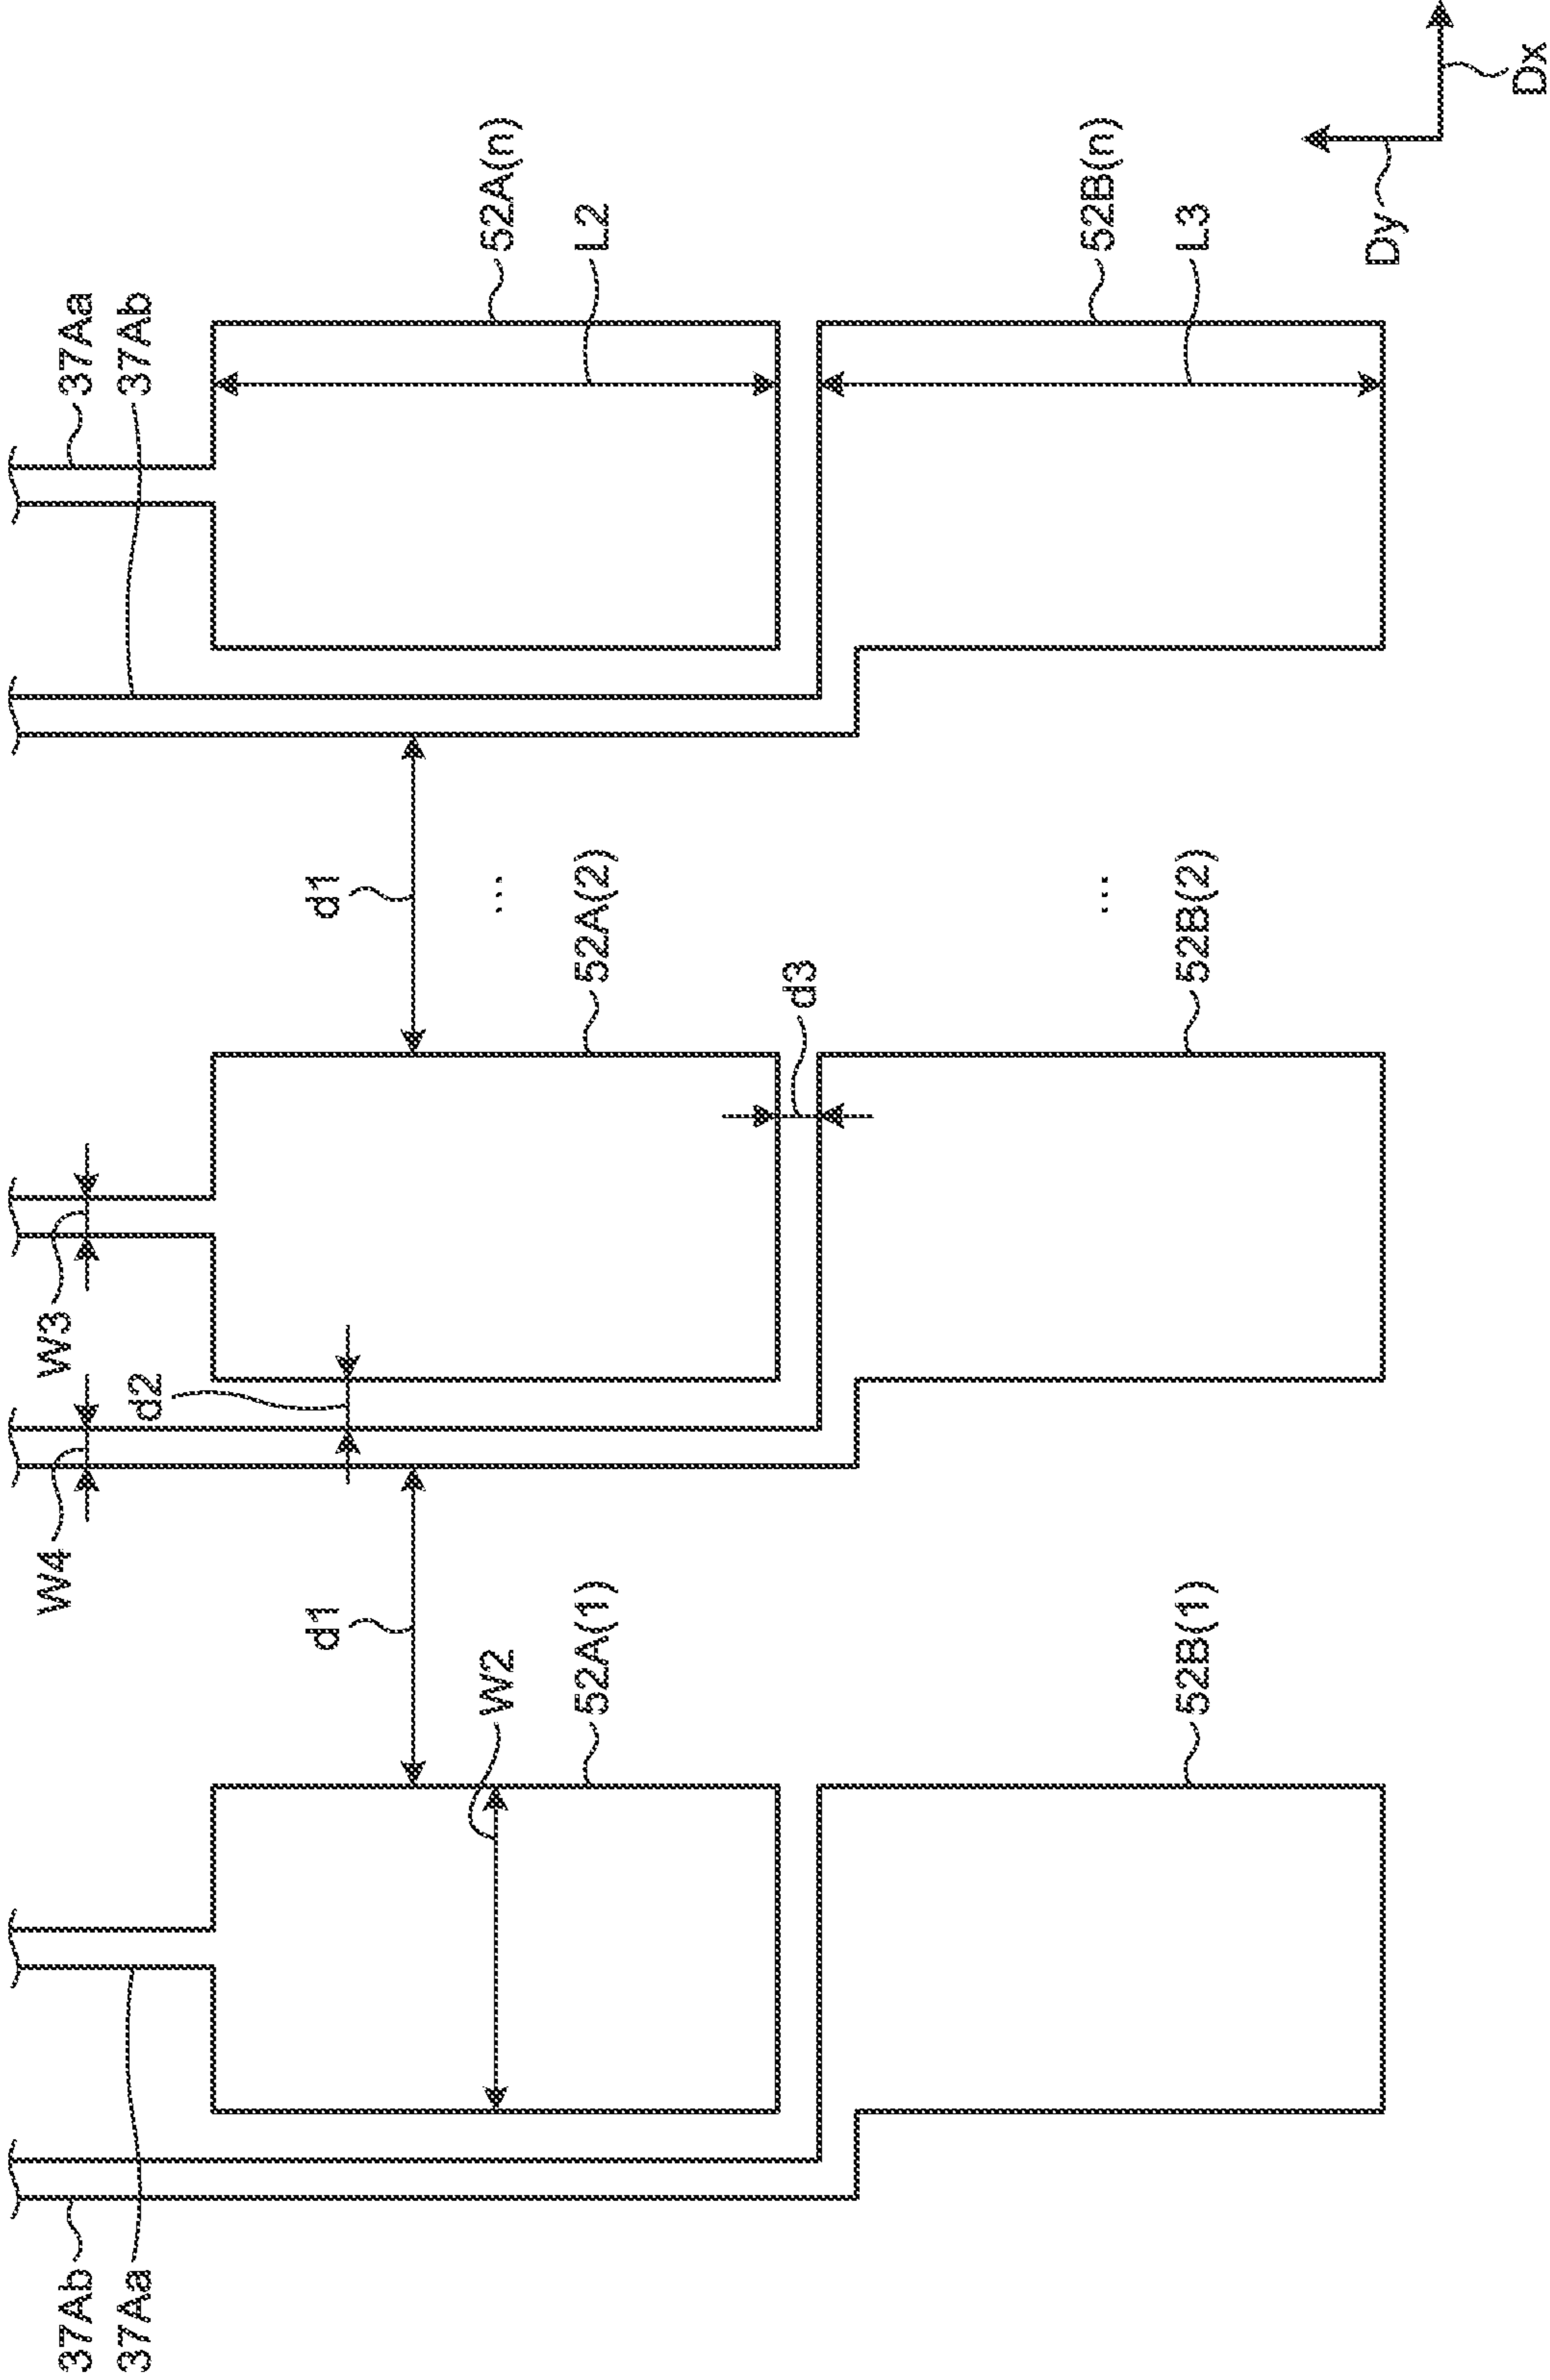 W4
W3
37Ab
37Aa
37Aa
d2
37Ab
d1
d1
W2
...
52A(n)
52A(1)
52A(2)
L2
d3
...
52B(n)
52B(1)
52B(2)
L3
Dy
Dx